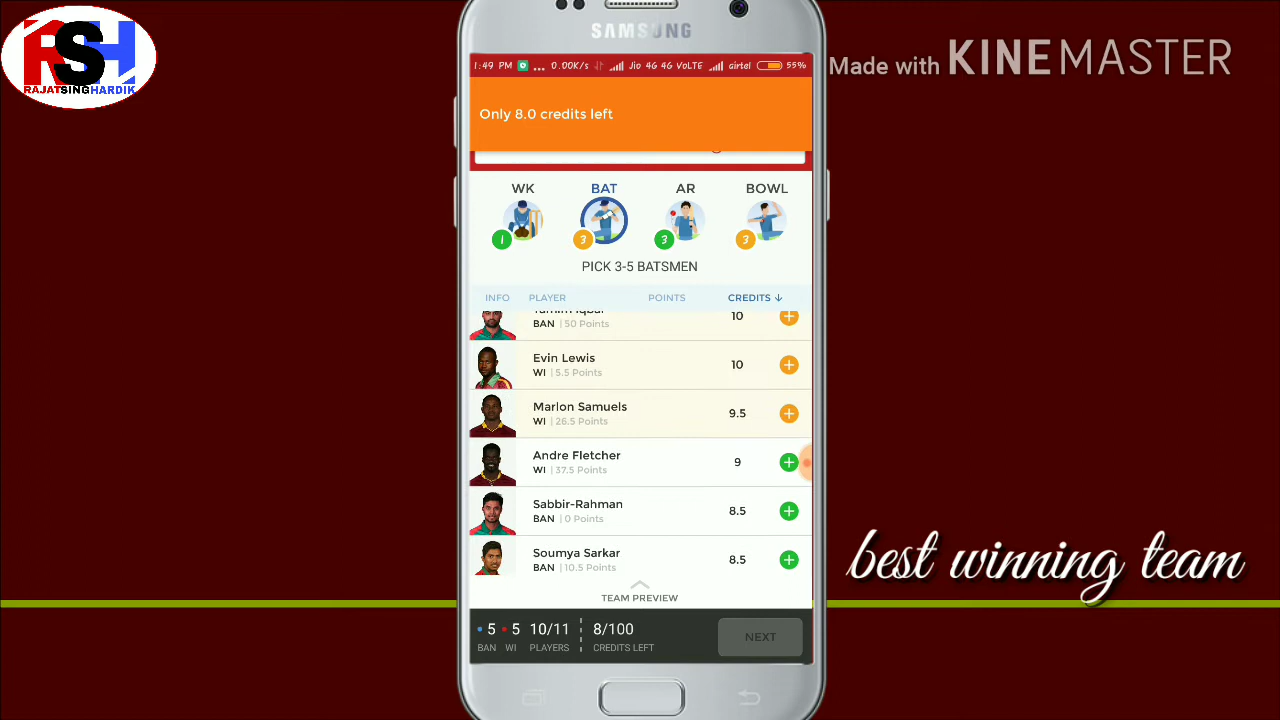 RSH
RAJATSINGHARDIK
Made with KINEMASTER
SAMSUNG
1:49 PM ... 0.00K/s Jio 4G 4G VoLTE airtel 55%
Only 8.0 credits left
WK BAT AR BOWL
1 3 3 3
PICK 3-5 BATSMEN
INFO PLAYER POINTS CREDITS ↓
Tamim Iqbal 10
BAN | 50 Points
Evin Lewis 10
WI | 5.5 Points
Marlon Samuels 9.5
WI | 26.5 Points
Andre Fletcher 9
WI | 37.5 Points
Sabbir-Rahman 8.5
BAN | 0 Points
Soumya Sarkar 8.5
BAN | 10.5 Points
TEAM PREVIEW
5 5 10/11 8/100
BAN WI PLAYERS CREDITS LEFT
NEXT
best winning team